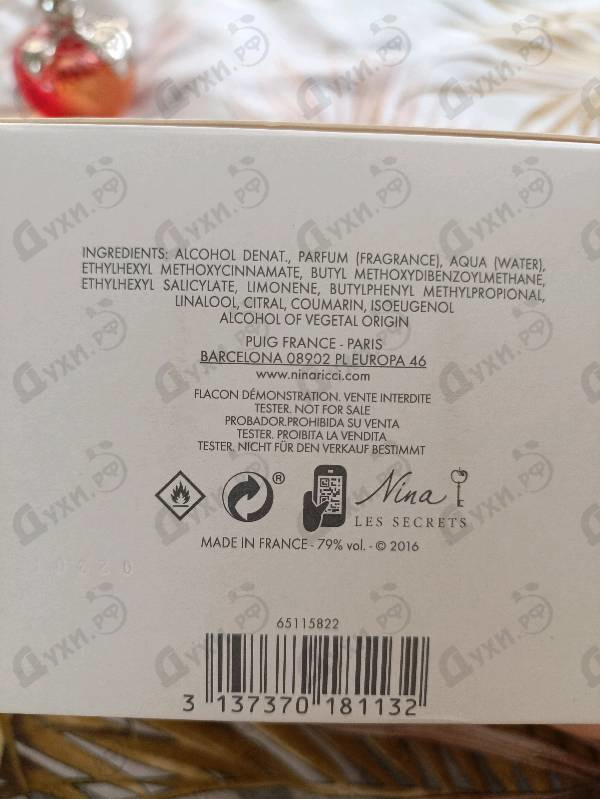 INGREDIENTS: ALCOHOL DENAT., PARFUM (FRAGRANCE), AQUA (WATER),
ETHYLHEXYL METHOXYCINNAMATE, BUTYL METHOXYDIBENZOYLMETHANE,
ETHYLHEXYL SALICYLATE, LIMONENE, BUTYLPHENYL METHYLPROPIONAL,
LINALOOL, CITRAL, COUMARIN, ISOEUGENOL
ALCOHOL OF VEGETAL ORIGIN
PUIG FRANCE - PARIS
BARCELONA 08902 PL EUROPA 46
www.ninaricci.com
FLACON DÉMONSTRATION. VENTE INTERDITE
TESTER. NOT FOR SALE
PROBADOR.PROHIBIDA SU VENTA
TESTER. PROIBITA LA VENDITA
TESTER. NICHT FÜR DEN VERKAUF BESTIMMT
®
Nina
LES SECRETS
MADE IN FRANCE - 79% vol. - © 2016
65115822
3 137370 181132
Духи.рф